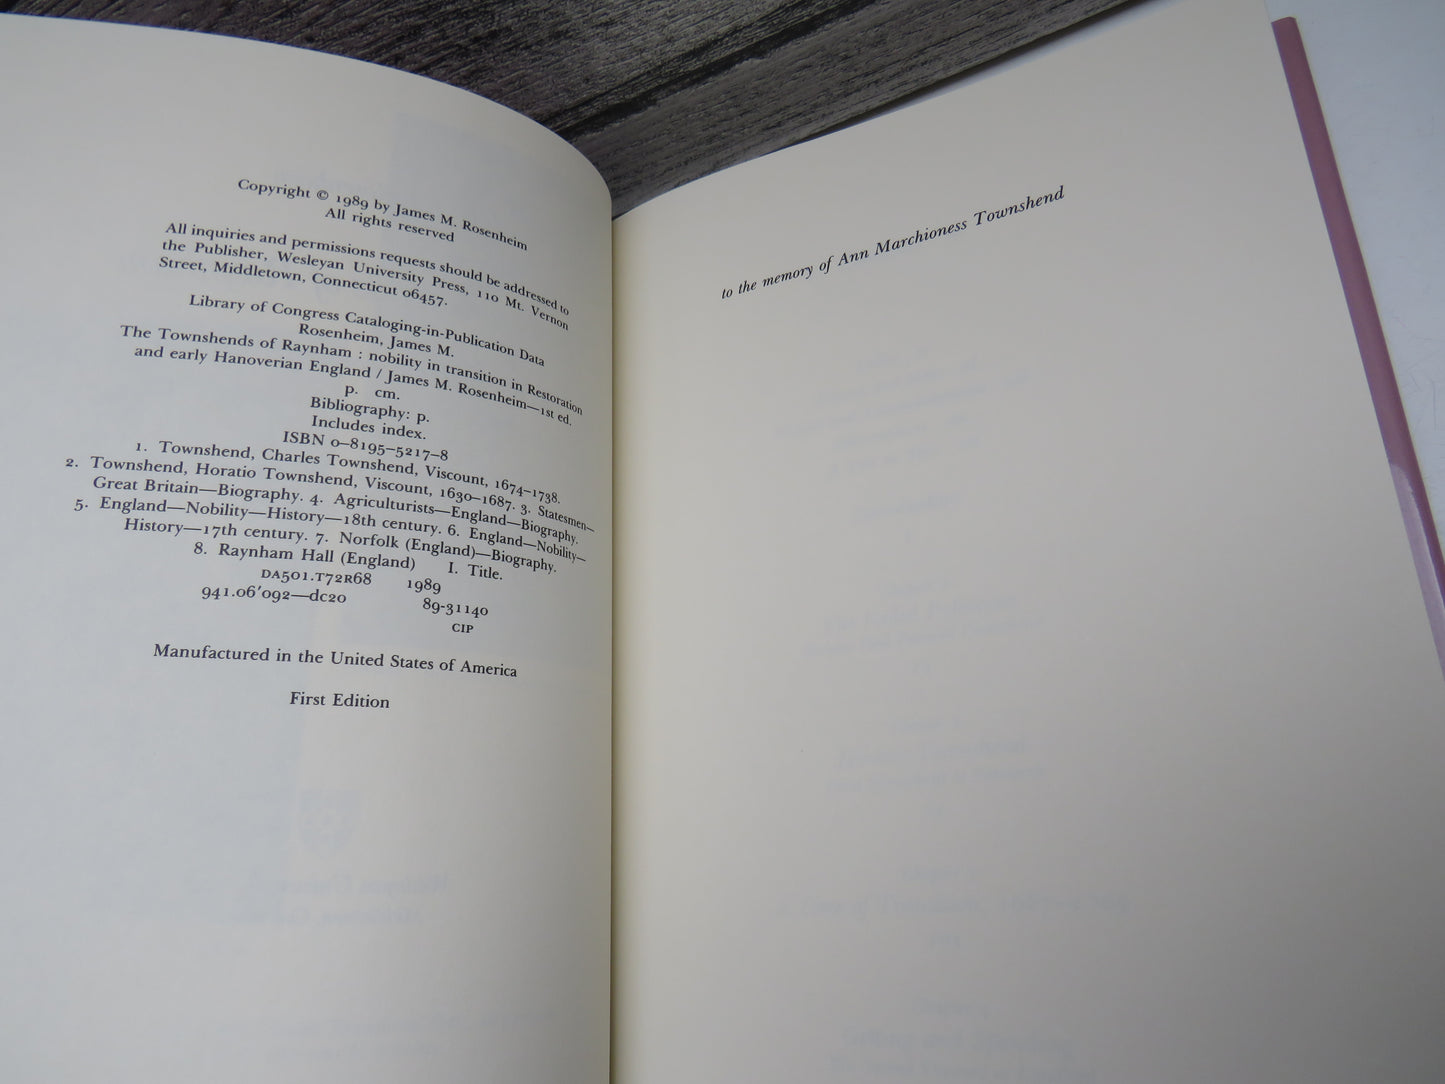 Copyright © 1989 by James M. Rosenheim
All rights reserved
All inquiries and permissions requests should be addressed to
the Publisher, Wesleyan University Press, 110 Mt. Vernon
Street, Middletown, Connecticut 06457.
Library of Congress Cataloging-in-Publication Data
Rosenheim, James M.
The Townshends of Raynham : nobility in transition in Restoration
and early Hanoverian England / James M. Rosenheim—1st ed.
p. cm.
Bibliography: p.
Includes index.
ISBN 0–8195–5217–8
1. Townshend, Charles Townshend, Viscount, 1674–1738.
2. Townshend, Horatio Townshend, Viscount, 1630–1687. 3. Statesmen—
Great Britain—Biography. 4. Agriculturists—England—Biography.
5. England—Nobility—History—18th century. 6. England—Nobility—
History—17th century. 7. Norfolk (England)—Biography.
8. Raynham Hall (England) I. Title.
DA501.T72R68 1989
941.06′092—dc20 89-31140
CIP
Manufactured in the United States of America
First Edition
to the memory of Ann Marchioness Townshend